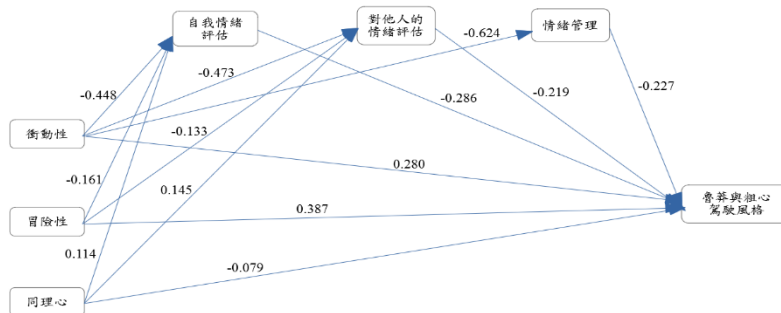 自我情緒
評估
對他人的
情緒評估
情緒管理
-0.624
-0.473
-0.448
-0.286
-0.219
-0.227
-0.133
衝動性
-0.161
0.145
0.280
冒險性
0.387
魯莽與粗心
駕駛風格
0.114
-0.079
同理心